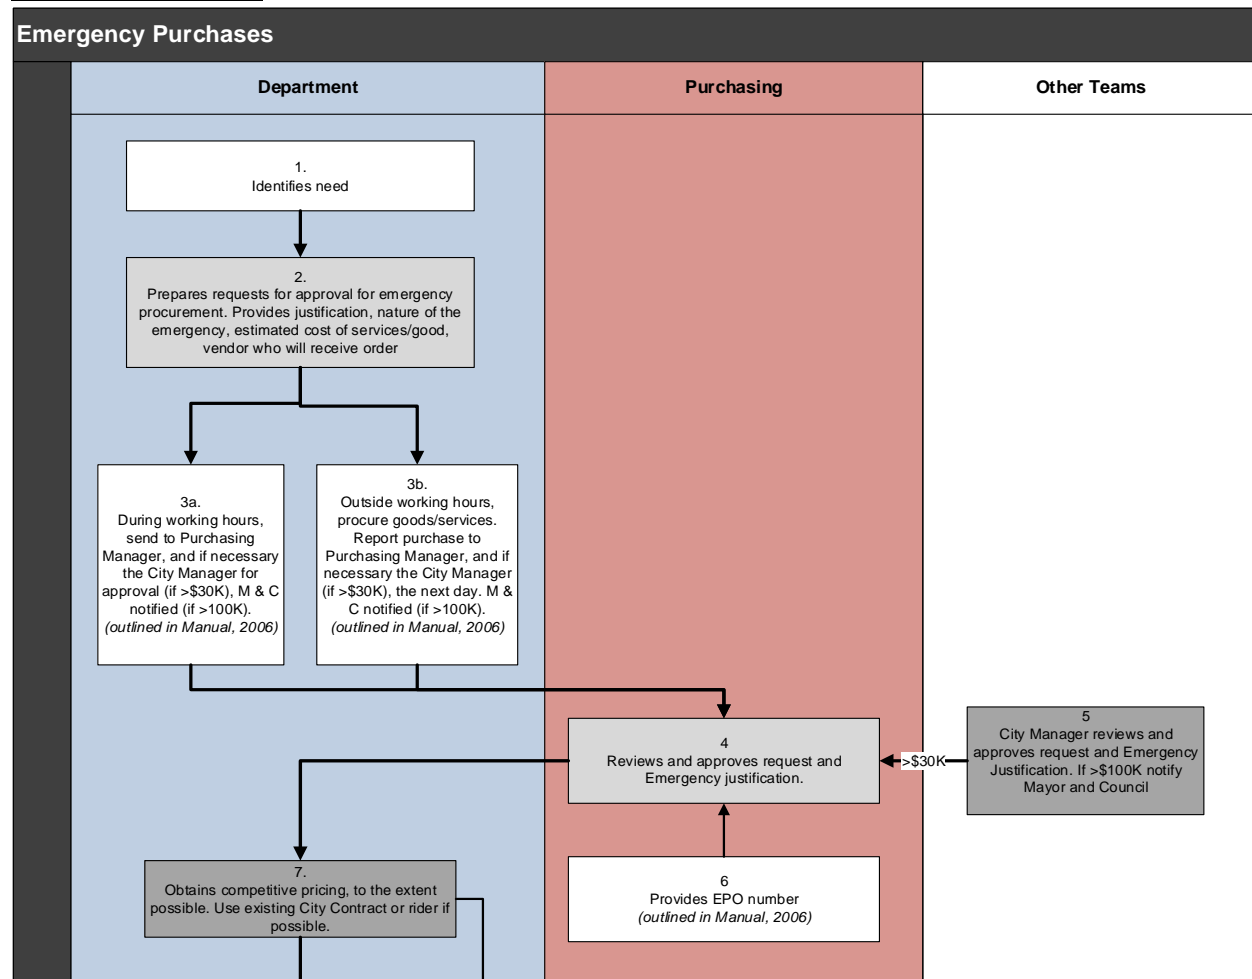 Emergency Purchases
Department
Purchasing
Other Teams
1.
Identifies need
2.
Prepares requests for approval for emergency
procurement. Provides justification, nature of the
emergency, estimated cost of services/good,
vendor who will receive order
3a.
During working hours,
send to Purchasing
Manager, and if necessary
the City Manager for
approval (if >$30K), M & C
notified (if >100K).
(outlined in Manual, 2006)
3b.
Outside working hours,
procure goods/services.
Report purchase to
Purchasing Manager, and if
necessary the City Manager
(if >$30K), the next day. M &
C notified (if >100K).
(outlined in Manual, 2006)
4
Reviews and approves request and
Emergency justification.
>$30K
5
City Manager reviews and
approves request and Emergency
Justification. If >$100K notify
Mayor and Council
6
Provides EPO number
(outlined in Manual, 2006)
7.
Obtains competitive pricing, to the extent
possible. Use existing City Contract or rider if
possible.